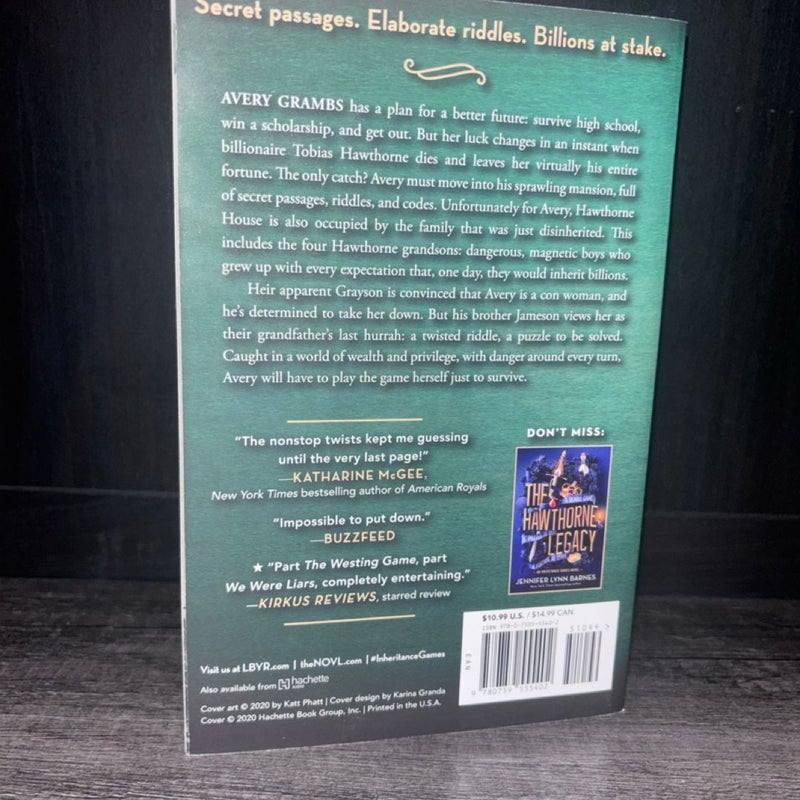 Secret passages. Elaborate riddles. Billions at stake.
AVERY GRAMBS has a plan for a better future: survive high school,
win a scholarship, and get out. But her luck changes in an instant when
billionaire Tobias Hawthorne dies and leaves her virtually his entire
fortune. The only catch? Avery must move into his sprawling mansion, full
of secret passages, riddles, and codes. Unfortunately for Avery, Hawthorne
House is also occupied by the family that was just disinherited. This
includes the four Hawthorne grandsons: dangerous, magnetic boys who
grew up with every expectation that, one day, they would inherit billions.
Heir apparent Grayson is convinced that Avery is a con woman, and
he's determined to take her down. But his brother Jameson views her as
their grandfather's last hurrah: a twisted riddle, a puzzle to be solved.
Caught in a world of wealth and privilege, with danger around every turn,
Avery will have to play the game herself just to survive.
"The nonstop twists kept me guessing
until the very last page!"
—KATHARINE McGEE,
New York Times bestselling author of American Royals
"Impossible to put down."
—BUZZFEED
★ "Part The Westing Game, part
We Were Liars, completely entertaining."
—KIRKUS REVIEWS, starred review
DON'T MISS:
THE
HAWTHORNE
LEGACY
JENNIFER LYNN BARNES
$10.99 U.S. / $14.99 CAN.
ISBN 978-0-7595-5540-2
51099 >
EAN
9 780759 555402
Visit us at LBYR.com | theNOVL.com | #InheritanceGames
Also available from hachette AUDIO
Cover art © 2020 by Katt Phatt | Cover design by Karina Granda
Cover © 2020 Hachette Book Group, Inc. | Printed in the U.S.A.